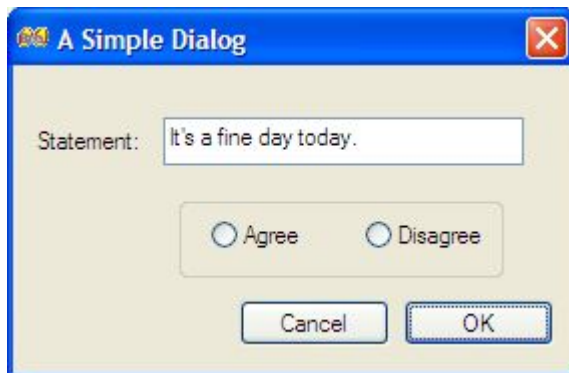 A Simple Dialog
Statement: It's a fine day today.
Agree Disagree
Cancel OK